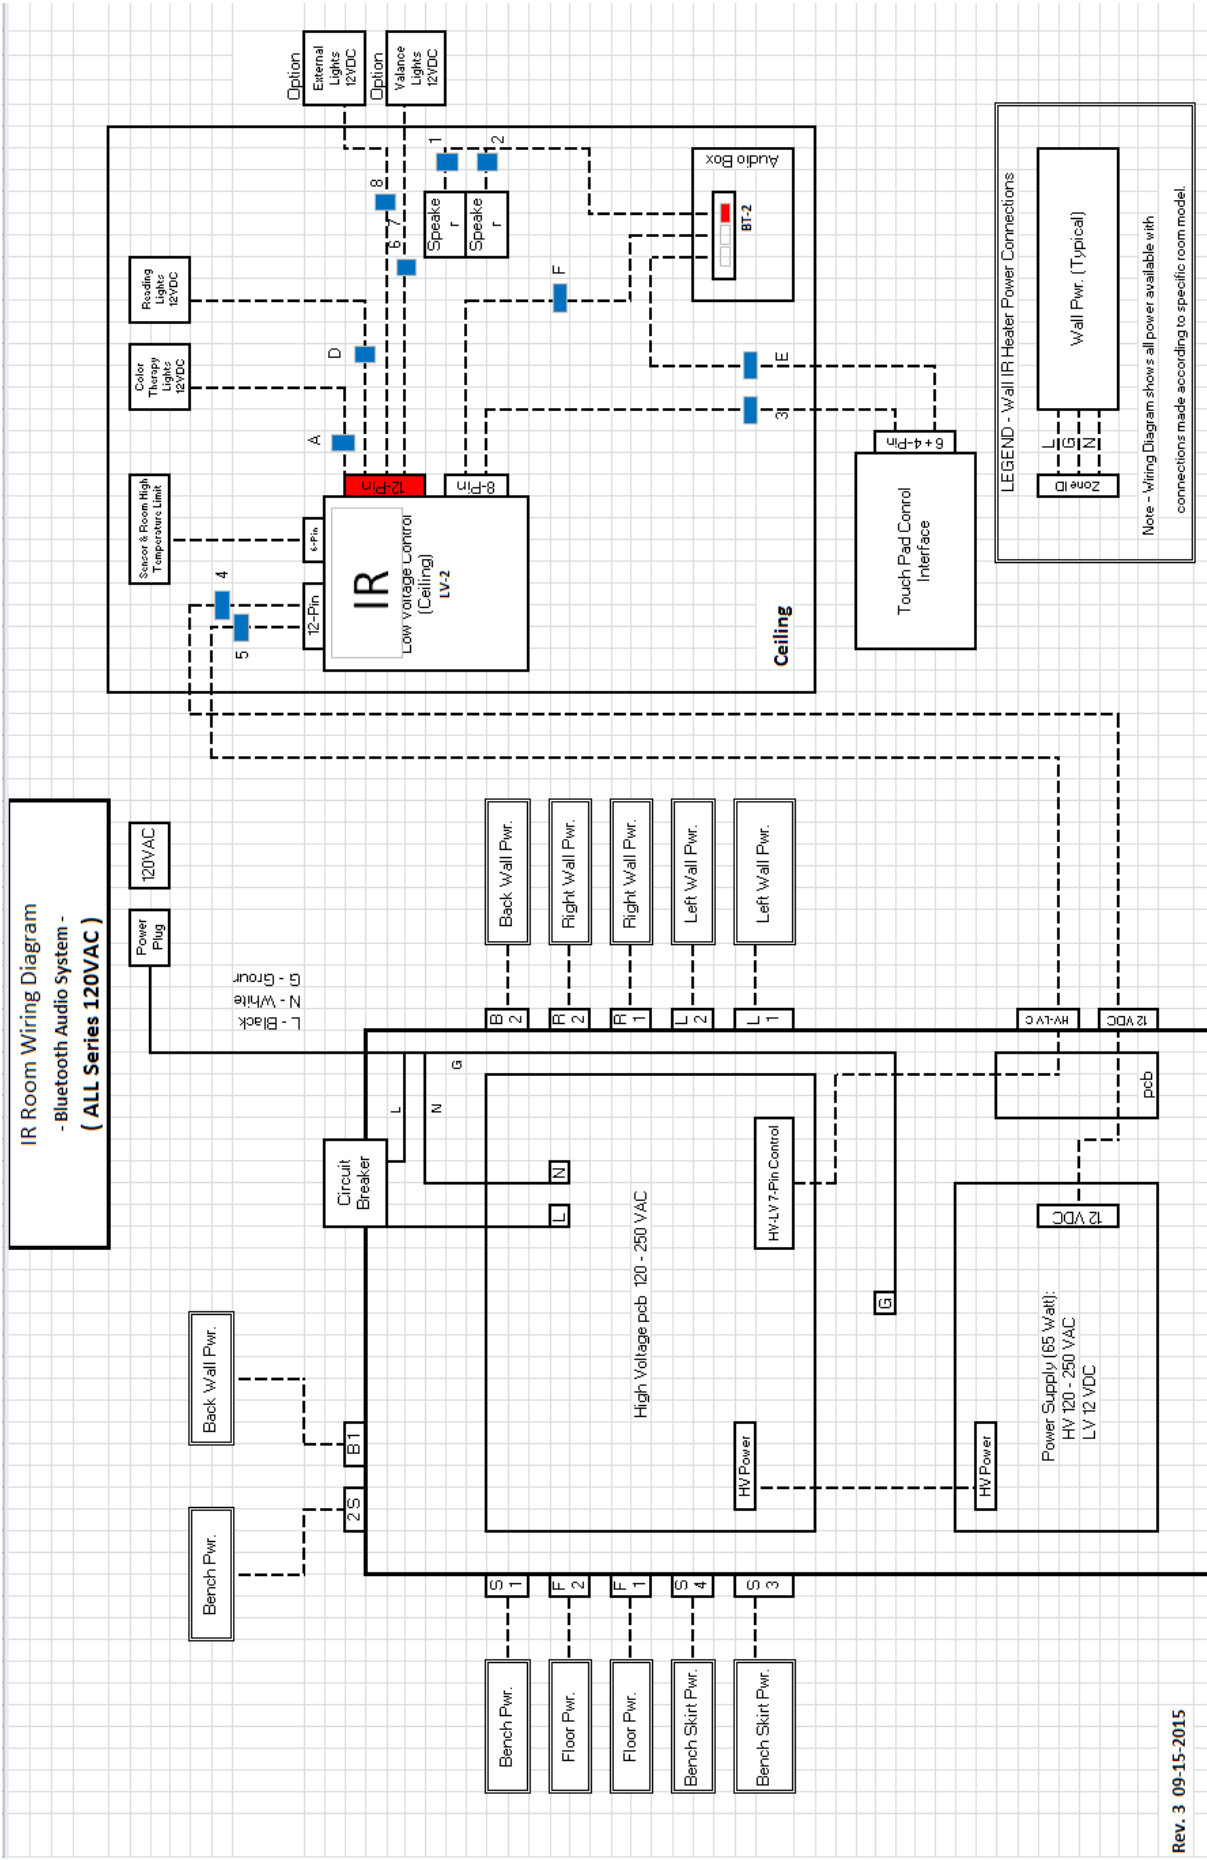 IR Room Wiring Diagram
- Bluetooth Audio System -
( ALL Series 120VAC )
Power
Plug
120VAC
L - Black
N - White
G - Groun
Bench Pwr.
Back Wall Pwr.
2 S
B 1
Circuit
Breaker
L
N
G
Bench Pwr.
S
1
Floor Pwr.
F
2
Floor Pwr.
F
1
Bench Skirt Pwr.
S
4
Bench Skirt Pwr.
S
3
High Voltage pcb 120 - 250 VAC
L
N
HV Power
HV-LV 7-Pin Control
G
B
2
Back Wall Pwr.
R
2
Right Wall Pwr.
R
1
Right Wall Pwr.
L
2
Left Wall Pwr.
L
1
Left Wall Pwr.
HV Power
Power Supply (65 Watt):
HV 120 - 250 VAC
LV 12 VDC
12 VDC
pcb
HV-LV C
12 VDC
Rev. 3 09-15-2015
Sensor & Room High
Temperature Limit
Color
Therapy
Lights
12VDC
Reading
Lights
12VDC
Option
External
Lights
12VDC
Option
Valance
Lights
12VDC
5
4
A
D
8
7
6
12-Pin
6-Pin
IR
Low Voltage Control
(Ceiling)
LV-2
12-Pin
8-Pin
Speake
r
Speake
r
1
2
F
Audio Box
BT-2
3
E
Ceiling
Touch Pad Conrol
Interface
6 + 4-Pin
LEGEND - Wall IR Heater Power Connections
Zone ID
L
G
N
Wall Pwr. (Typical)
Note - Wiring Diagram shows all power available with
connections made according to specific room model.